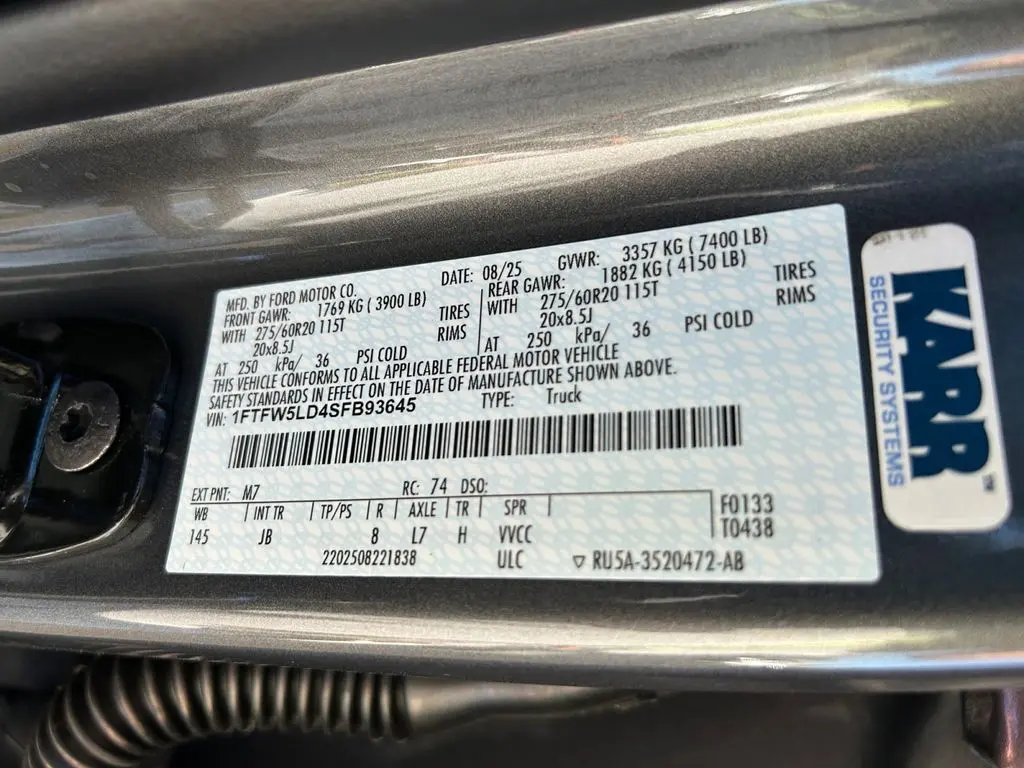 MFD. BY FORD MOTOR CO. DATE: 08/25 GVWR: 3357 KG ( 7400 LB)
FRONT GAWR: 1769 KG ( 3900 LB) REAR GAWR: 1882 KG ( 4150 LB)
WITH 275/60R20 115T TIRES WITH 275/60R20 115T TIRES
20x8.5J RIMS 20x8.5J RIMS
AT 250 kPa/ 36 PSI COLD AT 250 kPa/ 36 PSI COLD
THIS VEHICLE CONFORMS TO ALL APPLICABLE FEDERAL MOTOR VEHICLE
SAFETY STANDARDS IN EFFECT ON THE DATE OF MANUFACTURE SHOWN ABOVE.
VIN: 1FTFW5LD4SFB93645 TYPE: Truck
EXT PNT: M7 RC: 74 DSO:
WB INT TR TP/PS R AXLE TR SPR F0133
145 JB 8 L7 H VVCC T0438
2202508221838 ULC RU5A-3520472-AB
KARR TM
SECURITY SYSTEMS